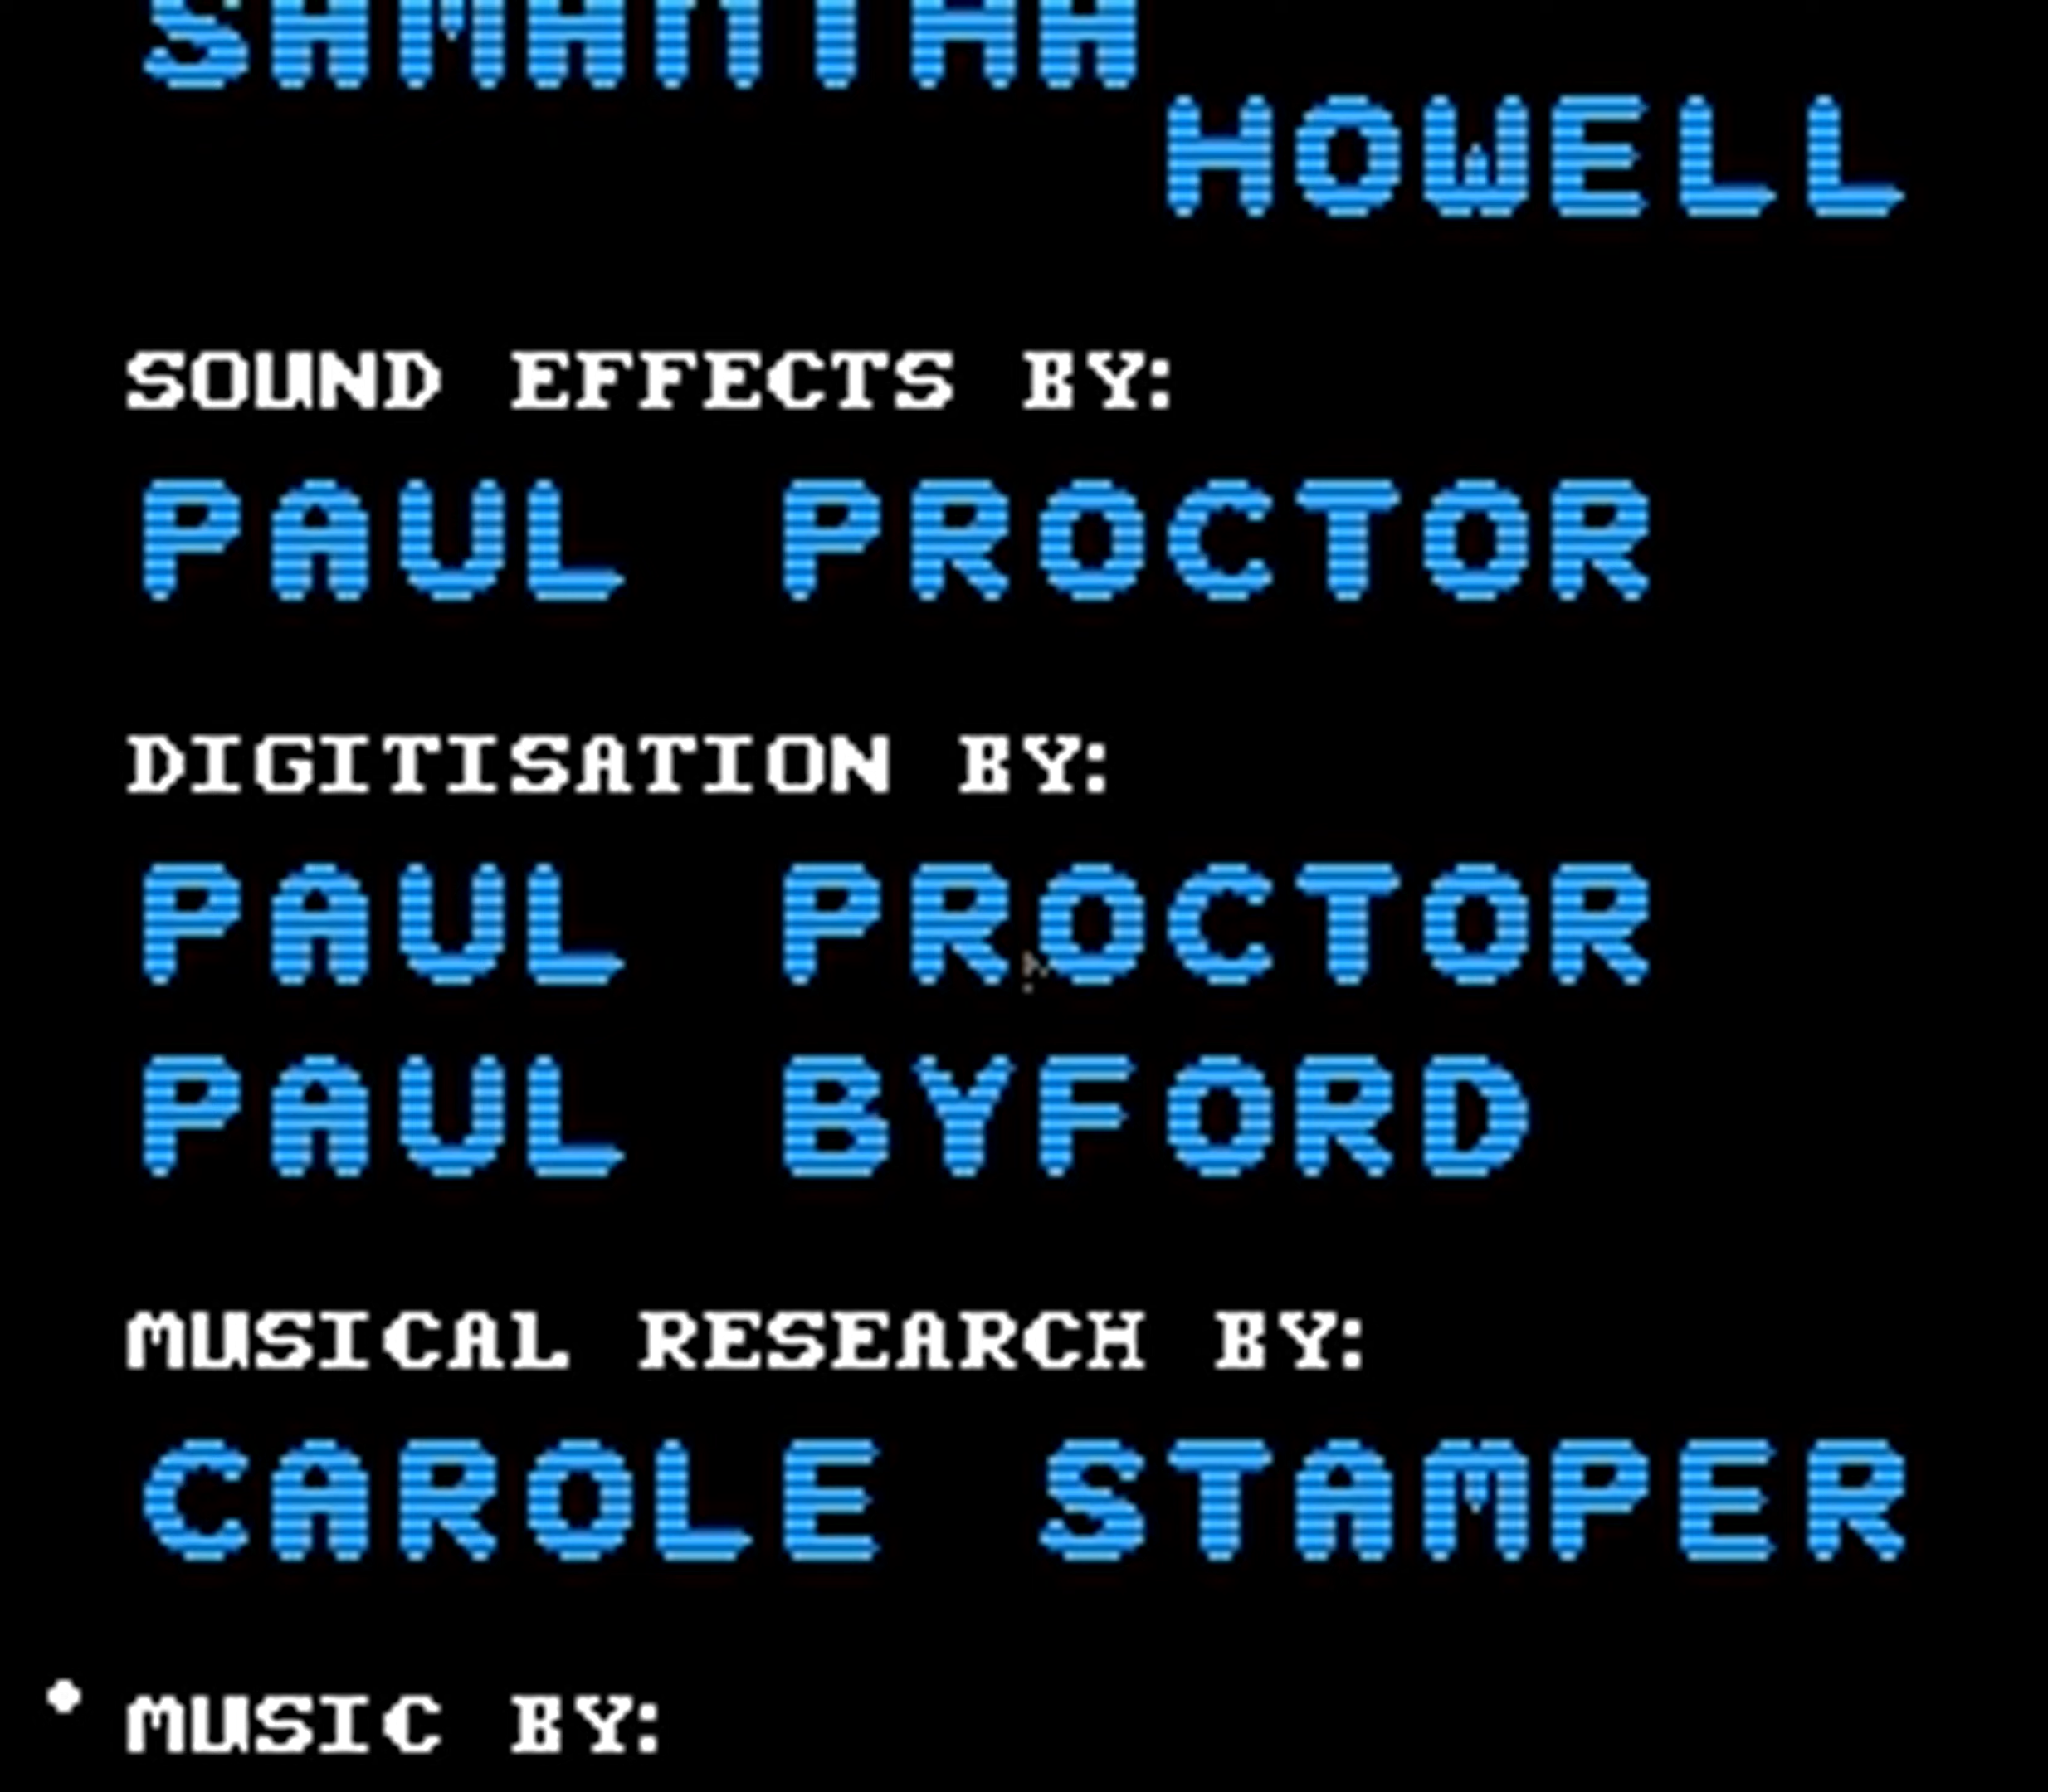 SAMANTHA
HOWELL
SOUND EFFECTS BY:
PAUL PROCTOR
DIGITISATION BY:
PAUL PROCTOR
PAUL BYFORD
MUSICAL RESEARCH BY:
CAROLE STAMPER
MUSIC BY: